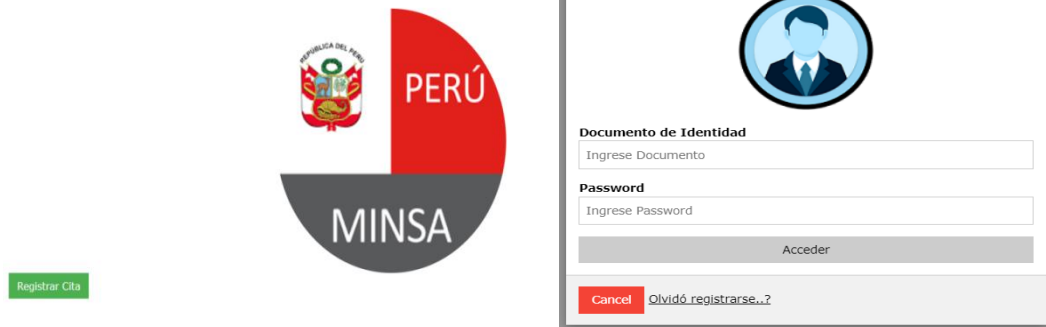 REPÚBLICA DEL PERÚ
PERÚ
MINSA
Registrar Cita
Documento de Identidad
Ingrese Documento
Password
Ingrese Password
Acceder
Cancel Olvidó registrarse..?